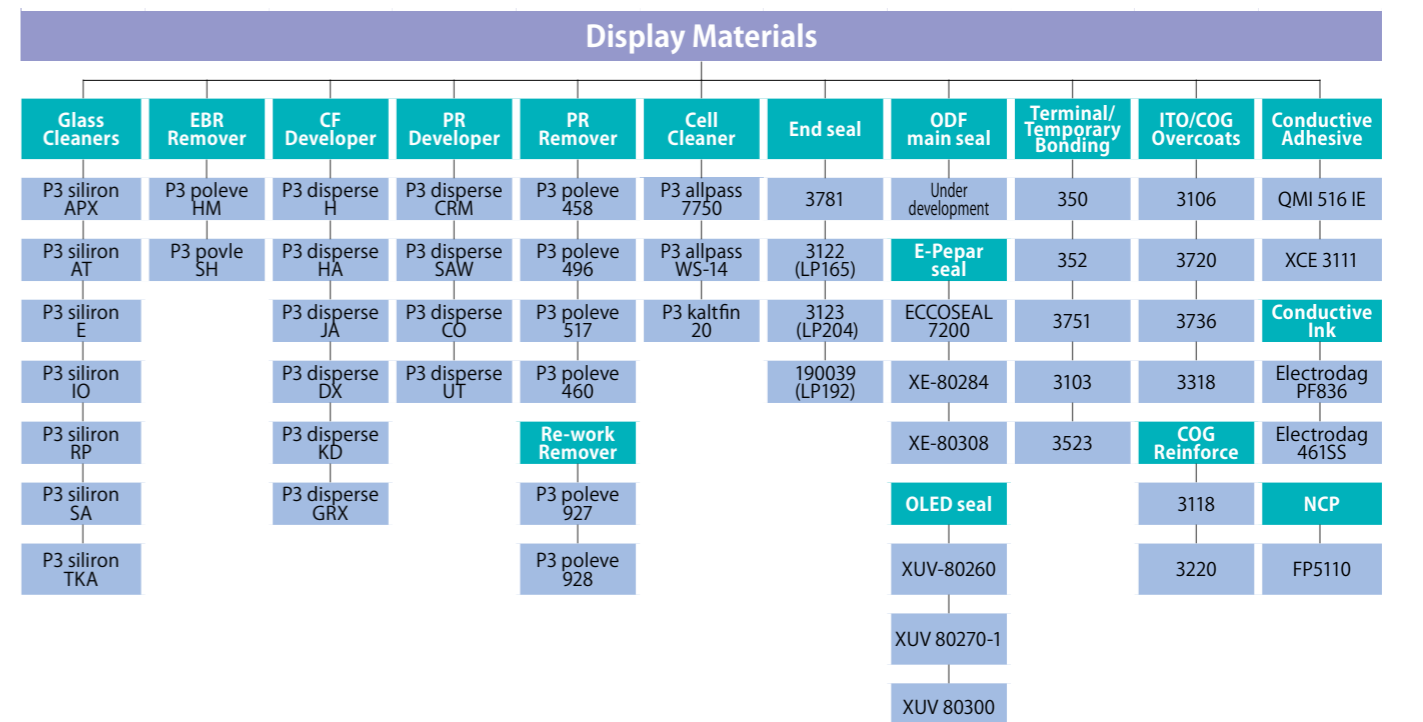 Display Materials
Glass
Cleaners
P3 siliron
APX
P3 siliron
AT
P3 siliron
E
P3 siliron
IO
P3 siliron
RP
P3 siliron
SA
P3 siliron
TKA
EBR
Remover
P3 poleve
HM
P3 povle
SH
CF
Developer
P3 disperse
H
P3 disperse
HA
P3 disperse
JA
P3 disperse
DX
P3 disperse
KD
P3 disperse
GRX
PR
Developer
P3 disperse
CRM
P3 disperse
SAW
P3 disperse
CO
P3 disperse
UT
PR
Remover
P3 poleve
458
P3 poleve
496
P3 poleve
517
P3 poleve
460
Re-work
Remover
P3 poleve
927
P3 poleve
928
Cell
Cleaner
P3 allpass
7750
P3 allpass
WS-14
P3 kaltfin
20
End seal
3781
3122
(LP165)
3123
(LP204)
190039
(LP192)
ODF
main seal
Under
development
E-Pepar
seal
ECCOSEAL
7200
XE-80284
XE-80308
OLED seal
XUV-80260
XUV 80270-1
XUV 80300
Terminal/
Temporary
Bonding
350
352
3751
3103
3523
ITO/COG
Overcoats
3106
3720
3736
3318
COG
Reinforce
3118
3220
Conductive
Adhesive
QMI 516 IE
XCE 3111
Conductive
Ink
Electrodag
PF836
Electrodag
461SS
NCP
FP5110